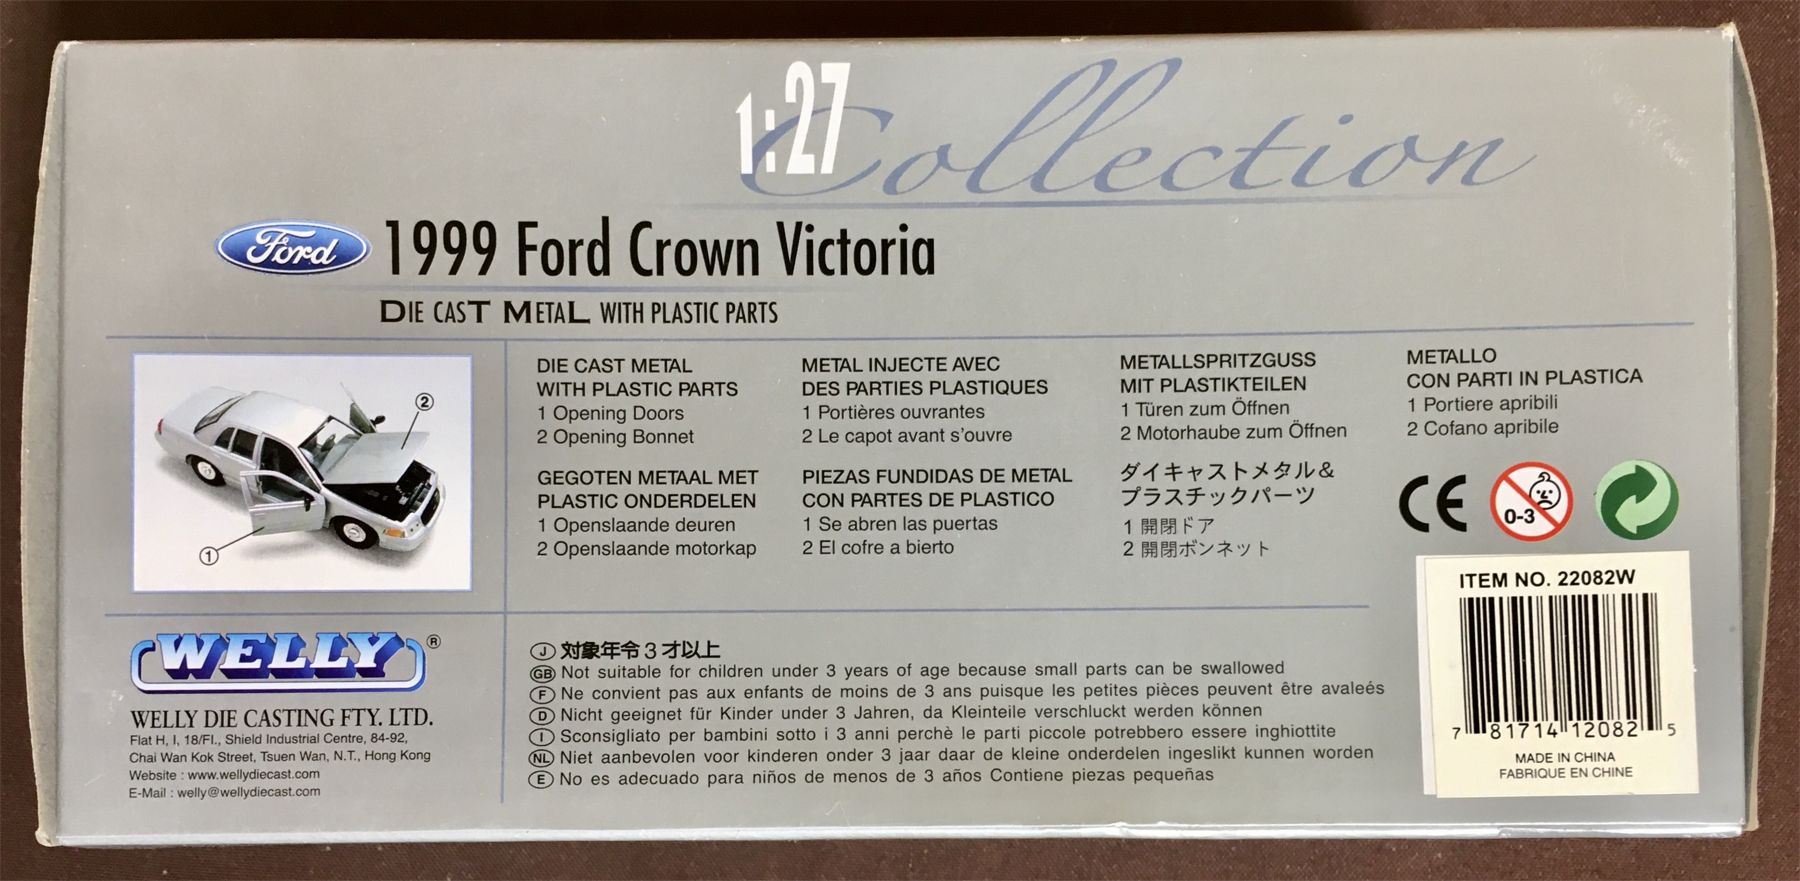 1:27 Collection
Ford 1999 Ford Crown Victoria
DIE CAST METAL WITH PLASTIC PARTS
2
1
DIE CAST METAL
WITH PLASTIC PARTS
1 Opening Doors
2 Opening Bonnet
METAL INJECTE AVEC
DES PARTIES PLASTIQUES
1 Portières ouvrantes
2 Le capot avant s'ouvre
METALLSPRITZGUSS
MIT PLASTIKTEILEN
1 Türen zum Öffnen
2 Motorhaube zum Öffnen
METALLO
CON PARTI IN PLASTICA
1 Portiere apribili
2 Cofano apribile
GEGOTEN METAAL MET
PLASTIC ONDERDELEN
1 Openslaande deuren
2 Openslaande motorkap
PIEZAS FUNDIDAS DE METAL
CON PARTES DE PLASTICO
1 Se abren las puertas
2 El cofre a bierto
ダイキャストメタル&
プラスチックパーツ
1 開閉ドア
2 開閉ボンネット
CE
0-3
WELLY®
WELLY DIE CASTING FTY. LTD.
Flat H, I, 18/Fl., Shield Industrial Centre, 84-92,
Chai Wan Kok Street, Tsuen Wan, N.T., Hong Kong
Website : www.wellydiecast.com
E-Mail : welly@wellydiecast.com
J 対象年令3才以上
GB Not suitable for children under 3 years of age because small parts can be swallowed
F Ne convient pas aux enfants de moins de 3 ans puisque les petites pièces peuvent être avaleés
D Nicht geeignet für Kinder under 3 Jahren, da Kleinteile verschluckt werden können
I Sconsigliato per bambini sotto i 3 anni perchè le parti piccole potrebbero essere inghiottite
NL Niet aanbevolen voor kinderen onder 3 jaar daar de kleine onderdelen ingeslikt kunnen worden
E No es adecuado para niños de menos de 3 años Contiene piezas pequeñas
ITEM NO. 22082W
7 81714 12082 5
MADE IN CHINA
FABRIQUE EN CHINE